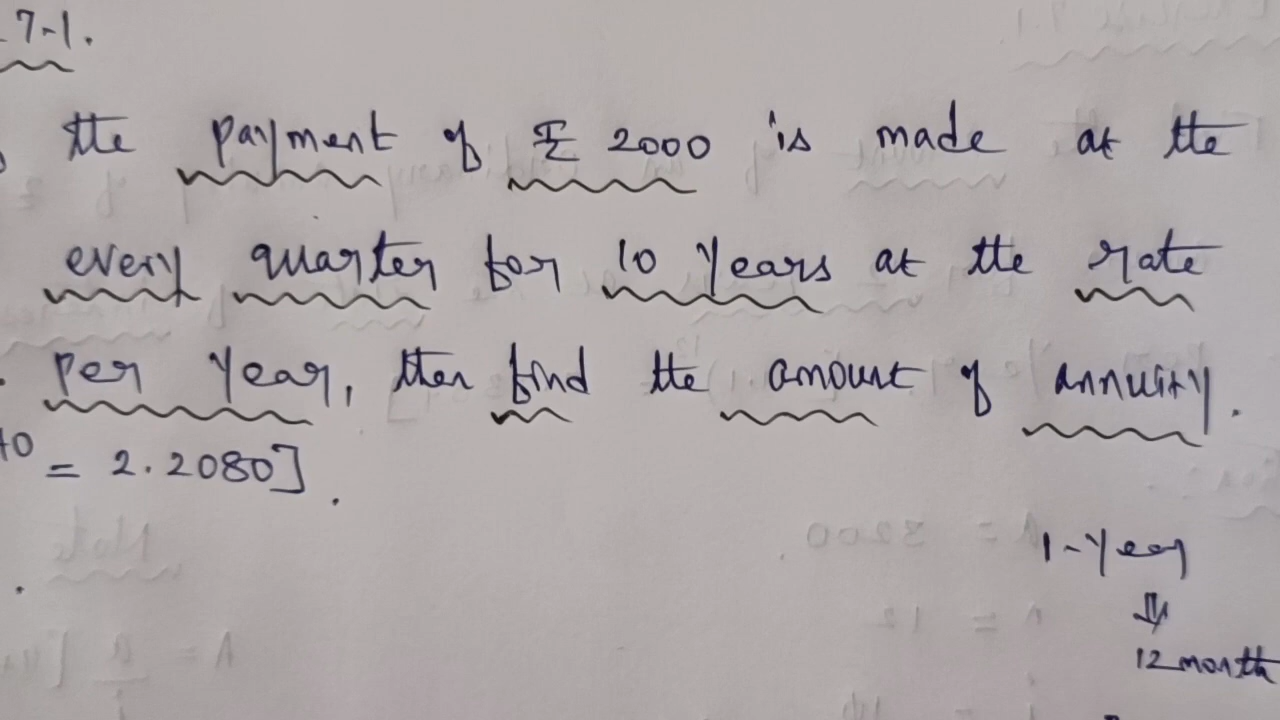 7.1.
the payment of ₹ 2000 is made at the
every quarter for 10 years at the rate
per year, then find the amount of annuity.
40 = 2.2080].
1-Year
⇓
12 month